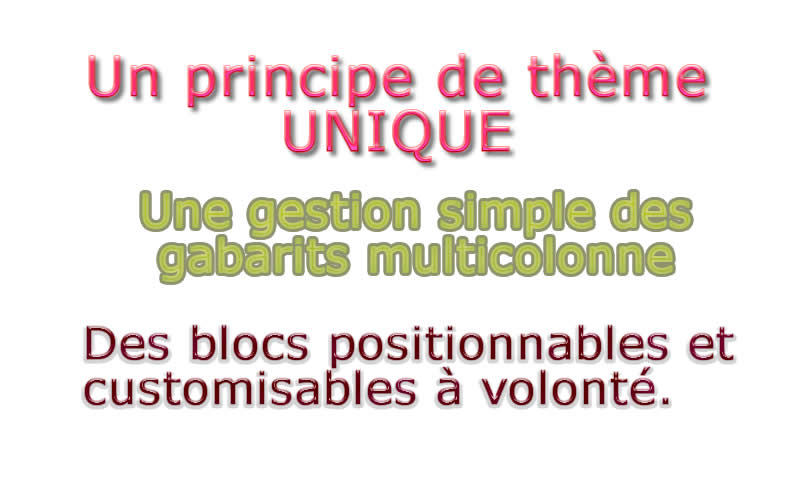 Un principe de thème
UNIQUE
Une gestion simple des
gabarits multicolonne
Des blocs positionnables et
customisables à volonté.